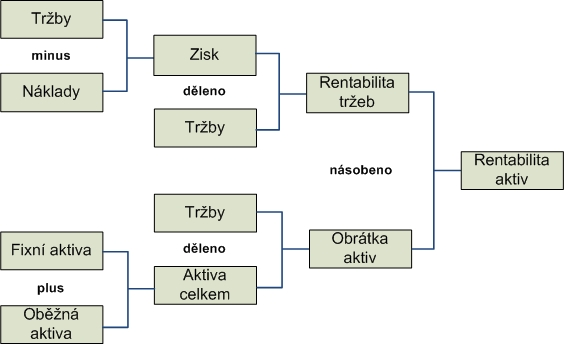 Tržby
minus
Náklady
Zisk
děleno
Tržby
Rentabilita
tržeb
násobeno
Rentabilita
aktiv
Tržby
děleno
Aktiva
celkem
Obrátka
aktiv
Fixní aktiva
plus
Oběžná
aktiva